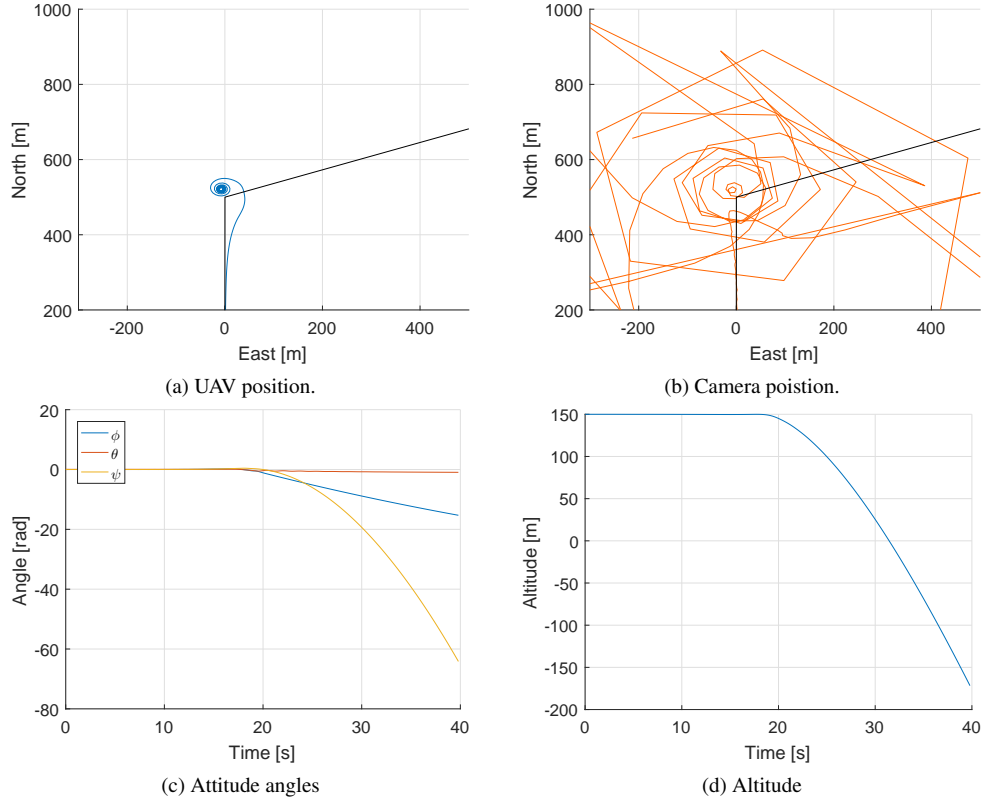 1000
800
600
400
200
North [m]
-200
0
200
400
East [m]
(a) UAV position.
1000
800
600
400
200
North [m]
-200
0
200
400
East [m]
(b) Camera poistion.
20
0
-20
-40
-60
-80
Angle [rad]
ϕ
θ
ψ
0
10
20
30
40
Time [s]
(c) Attitude angles
150
100
50
0
-50
-100
-150
-200
Altitude [m]
0
10
20
30
40
Time [s]
(d) Altitude